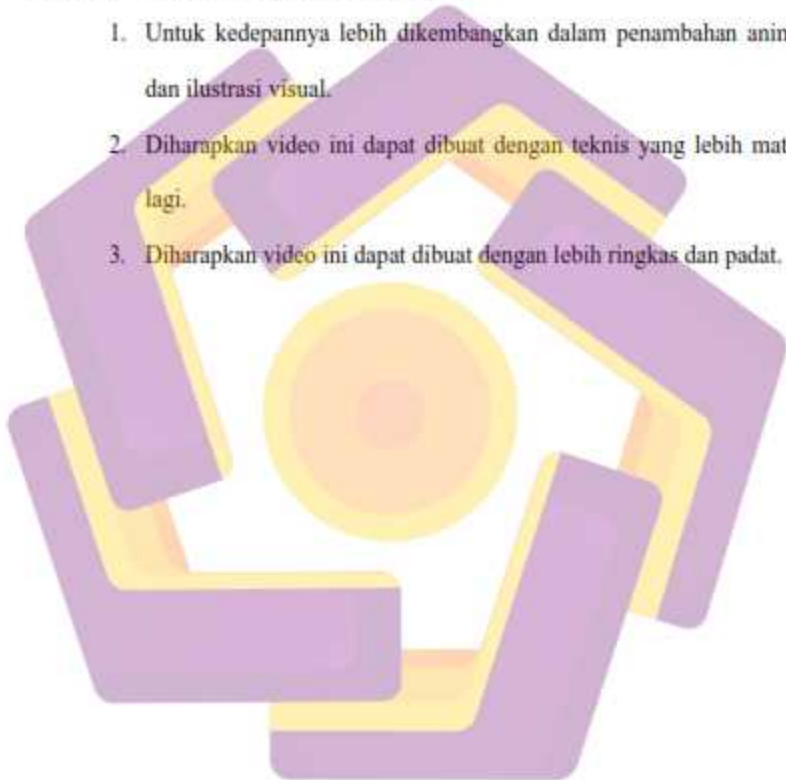 1. Untuk kedepannya lebih dikembangkan dalam penambahan
dan ilustrasi visual.
2. Diharapkan video ini dapat dibuat dengan teknis yang lebih
lagi.
3. Diharapkan video ini dapat dibuat dengan lebih ringkas dan padat.